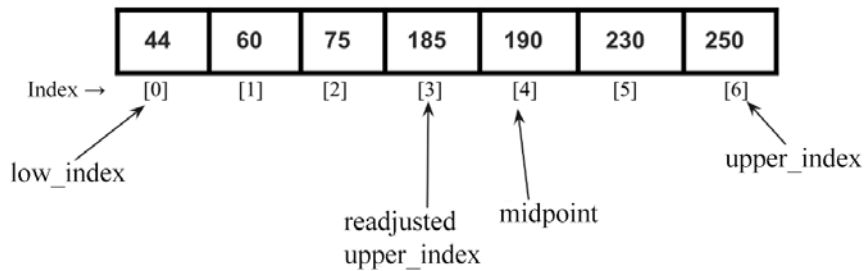 44 60 75 185 190 230 250
Index → [0] [1] [2] [3] [4] [5] [6]
low_index
upper_index
readjusted
upper_index
midpoint